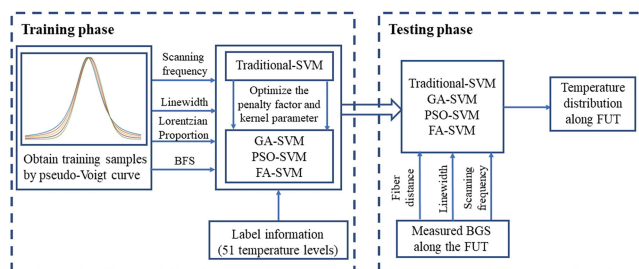 Training phase
Scanning
frequency
Linewidth
Lorentzian
Proportion
BFS
Obtain training samples
by pseudo-Voigt curve
Traditional-SVM
Optimize the
penalty factor and
kernel parameter
GA-SVM
PSO-SVM
FA-SVM
Label information
(51 temperature levels)
Testing phase
Traditional-SVM
GA-SVM
PSO-SVM
FA-SVM
Temperature
distribution
along FUT
Fiber
distance
Linewidth
Scanning
frequency
Measured BGS
along the FUT